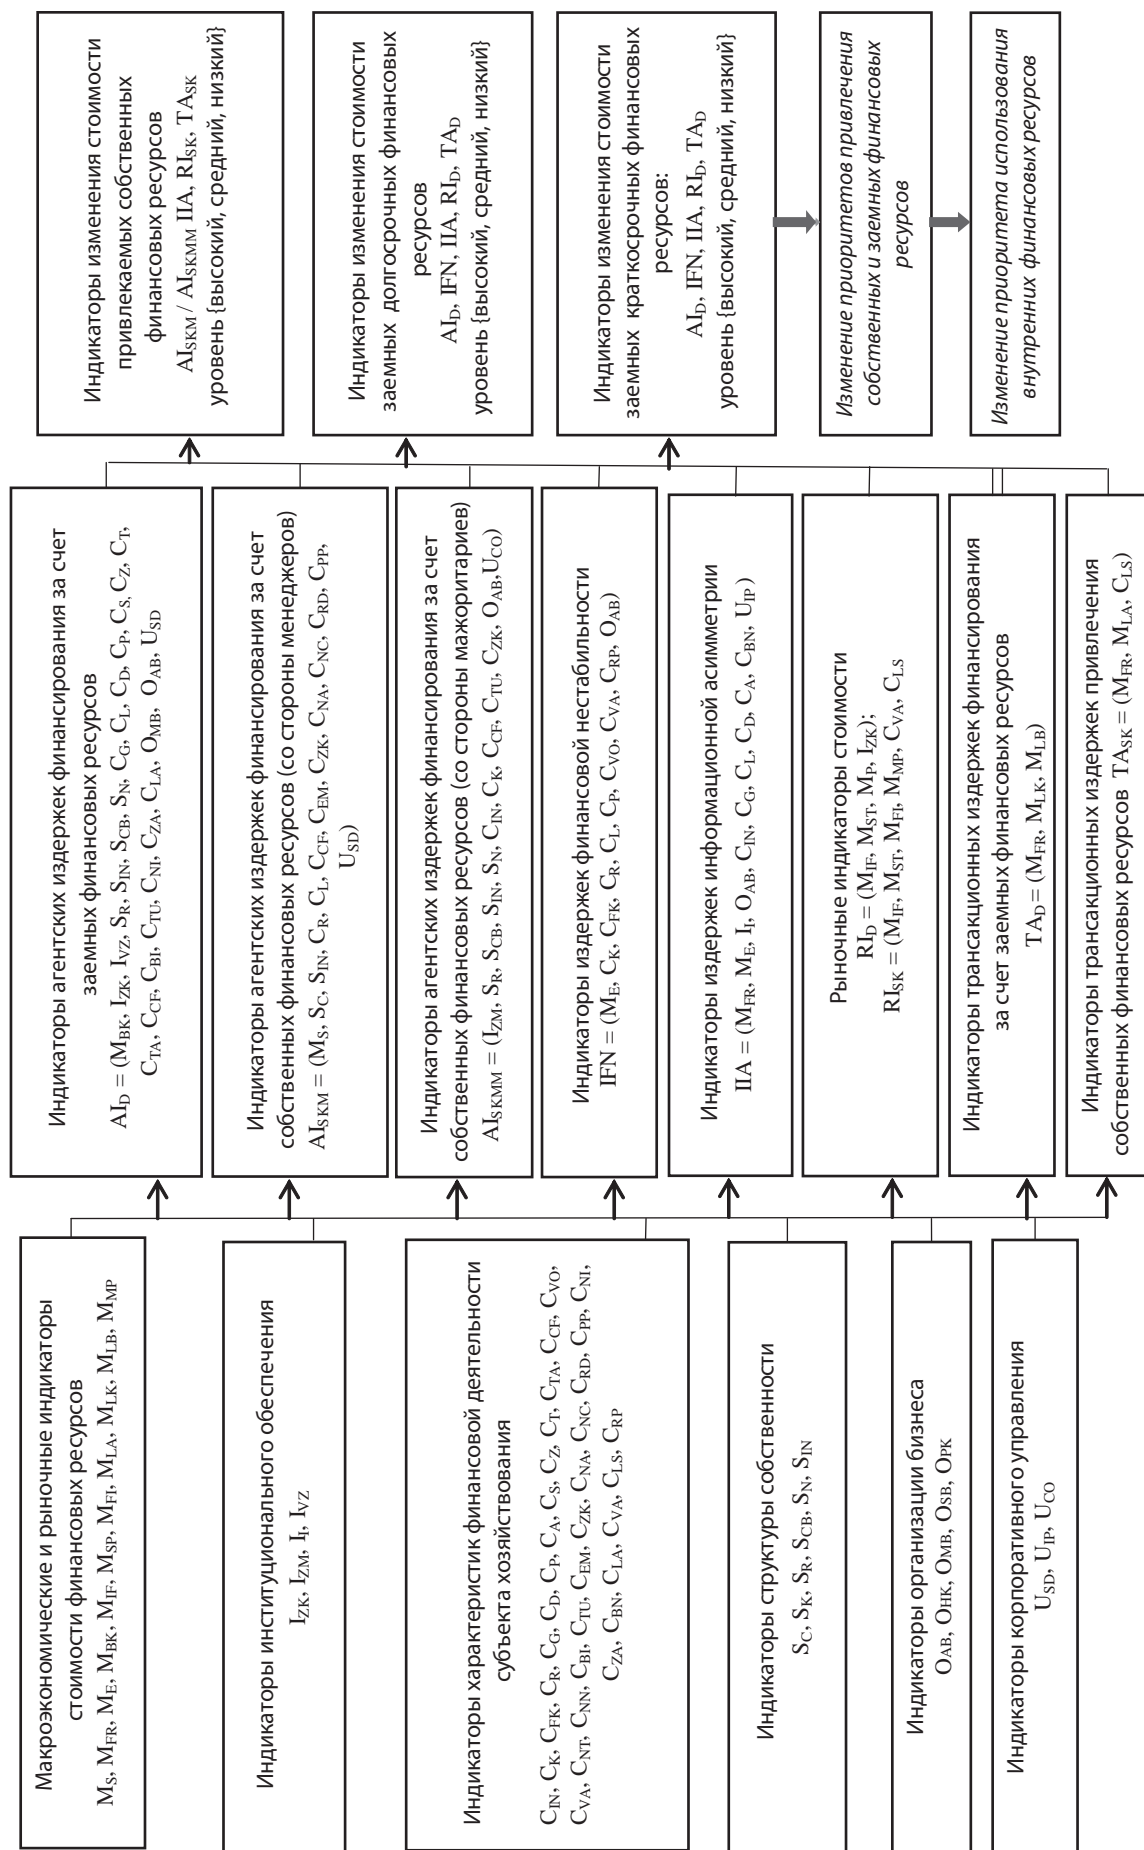 Макроэкономические и рыночные индикаторы
стоимости финансовых ресурсов
M_S, M_FR, M_E, M_BK, M_IF, M_SP, M_FI, M_LA, M_LK, M_LB, M_MP
Индикаторы институционального обеспечения
I_ZK, I_ZM, I_I, I_VZ
Индикаторы характеристик финансовой деятельности
субъекта хозяйствования
C_IN, C_K, C_FK, C_R, C_G, C_D, C_P, C_A, C_S, C_Z, C_T, C_TA, C_CF, C_VO,
C_VA, C_NT, C_NN, C_BI, C_TU, C_EM, C_ZK, C_NA, C_NC, C_RD, C_PP, C_NI,
C_ZA, C_BN, C_LA, C_VA, C_LS, C_RP
Индикаторы структуры собственности
S_C, S_K, S_R, S_CB, S_N, S_IN
Индикаторы организации бизнеса
O_AB, O_HK, O_MB, O_SB, O_PK
Индикаторы корпоративного управления
U_SD, U_IP, U_CO
Индикаторы агентских издержек финансирования за счет
заемных финансовых ресурсов
AI_D = (M_BK, I_ZK, I_VZ, S_R, S_IN, S_CB, S_N, C_G, C_L, C_D, C_P, C_S, C_Z, C_T,
C_TA, C_CF, C_BI, C_TU, C_NI, C_ZA, C_LA, O_MB, O_AB, U_SD
Индикаторы агентских издержек финансирования за счет
собственных финансовых ресурсов (со стороны менеджеров)
AI_SKM = (M_S, S_C, S_IN, C_R, C_L, C_CF, C_EM, C_ZK, C_NA, C_NC, C_RD, C_PP,
U_SD)
Индикаторы агентских издержек финансирования за счет
собственных финансовых ресурсов (со стороны мажоритариев)
AI_SKMM = (I_ZM, S_R, S_CB, S_IN, S_N, C_IN, C_K, C_CF, C_TU, C_ZK, O_AB,U_CO)
Индикаторы издержек финансовой нестабильности
IFN = (M_E, C_K, C_FK, C_R, C_L, C_P, C_VO, C_VA, C_RP, O_AB)
Индикаторы издержек информационной асимметрии
IIA = (M_FR, M_E, I_I, O_AB, C_IN, C_G, C_L, C_D, C_A, C_BN, U_IP)
Рыночные индикаторы стоимости
RI_D = (M_IF, M_ST, M_P, I_ZK);
RI_SK = (M_IF, M_ST, M_FI, M_MP, C_VA, C_LS
Индикаторы трансакционных издержек финансирования
за счет заемных финансовых ресурсов
TA_D = (M_FR, M_LK, M_LB)
Индикаторы трансакционных издержек привлечения
собственных финансовых ресурсов TA_SK = (M_FR, M_LA, C_LS)
Индикаторы изменения стоимости
привлекаемых собственных
финансовых ресурсов
AI_SKM / AI_SKMM IIA, RI_SK, TA_SK
уровень {высокий, средний, низкий}
Индикаторы изменения стоимости
заемных долгосрочных финансовых
ресурсов
AI_D, IFN, IIA, RI_D, TA_D
уровень {высокий, средний, низкий}
Индикаторы изменения стоимости
заемных краткосрочных финансовых
ресурсов:
AI_D, IFN, IIA, RI_D, TA_D
уровень {высокий, средний, низкий}
Изменение приоритетов привлечения
собственных и заемных финансовых
ресурсов
Изменение приоритета использования
внутренних финансовых ресурсов